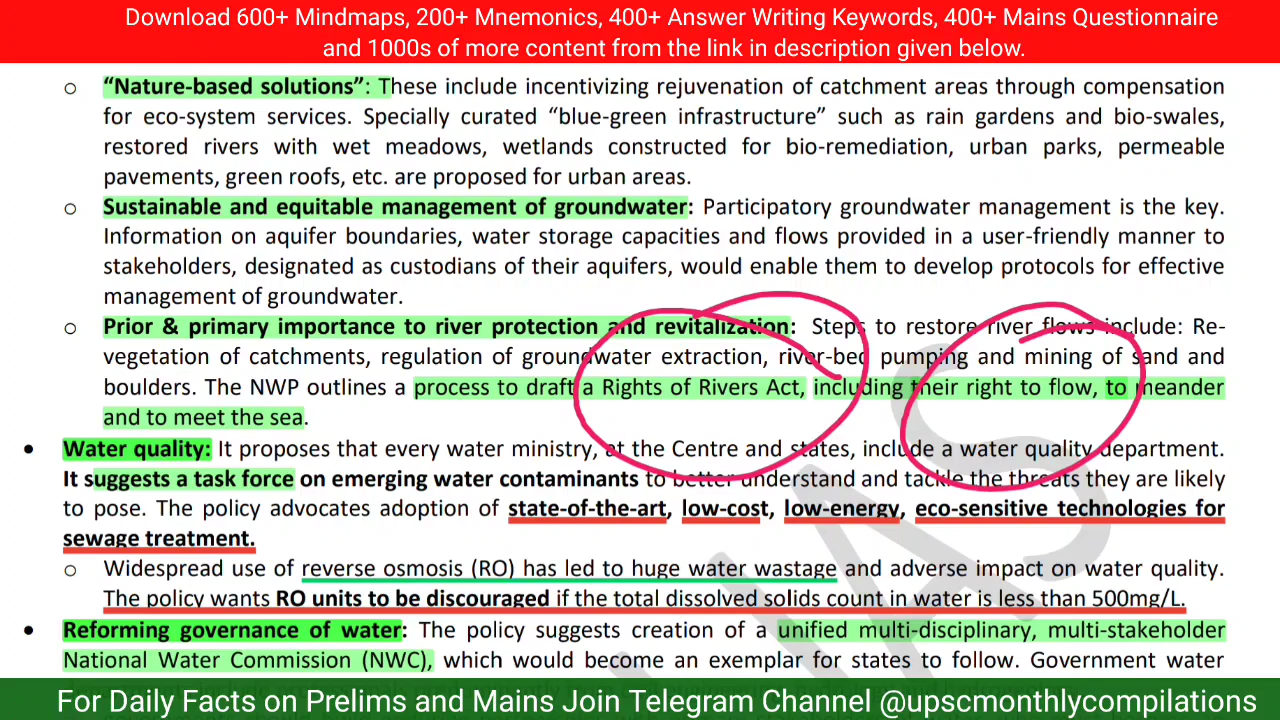 Download 600+ Mindmaps, 200+ Mnemonics, 400+ Answer Writing Keywords, 400+ Mains Questionnaire
and 1000s of more content from the link in description given below.
o “Nature-based solutions”: These include incentivizing rejuvenation of catchment areas through compensation
for eco-system services. Specially curated “blue-green infrastructure” such as rain gardens and bio-swales,
restored rivers with wet meadows, wetlands constructed for bio-remediation, urban parks, permeable
pavements, green roofs, etc. are proposed for urban areas.
o Sustainable and equitable management of groundwater: Participatory groundwater management is the key.
Information on aquifer boundaries, water storage capacities and flows provided in a user-friendly manner to
stakeholders, designated as custodians of their aquifers, would enable them to develop protocols for effective
management of groundwater.
o Prior & primary importance to river protection and revitalization: Steps to restore river flows include: Re-
vegetation of catchments, regulation of groundwater extraction, river-bed pumping and mining of sand and
boulders. The NWP outlines a process to draft a Rights of Rivers Act, including their right to flow, to meander
and to meet the sea.
• Water quality: It proposes that every water ministry, at the Centre and states, include a water quality department.
It suggests a task force on emerging water contaminants to better understand and tackle the threats they are likely
to pose. The policy advocates adoption of state-of-the-art, low-cost, low-energy, eco-sensitive technologies for
sewage treatment.
o Widespread use of reverse osmosis (RO) has led to huge water wastage and adverse impact on water quality.
The policy wants RO units to be discouraged if the total dissolved solids count in water is less than 500mg/L.
• Reforming governance of water: The policy suggests creation of a unified multi-disciplinary, multi-stakeholder
National Water Commission (NWC), which would become an exemplar for states to follow. Government water
For Daily Facts on Prelims and Mains Join Telegram Channel @upscmonthlycompilations